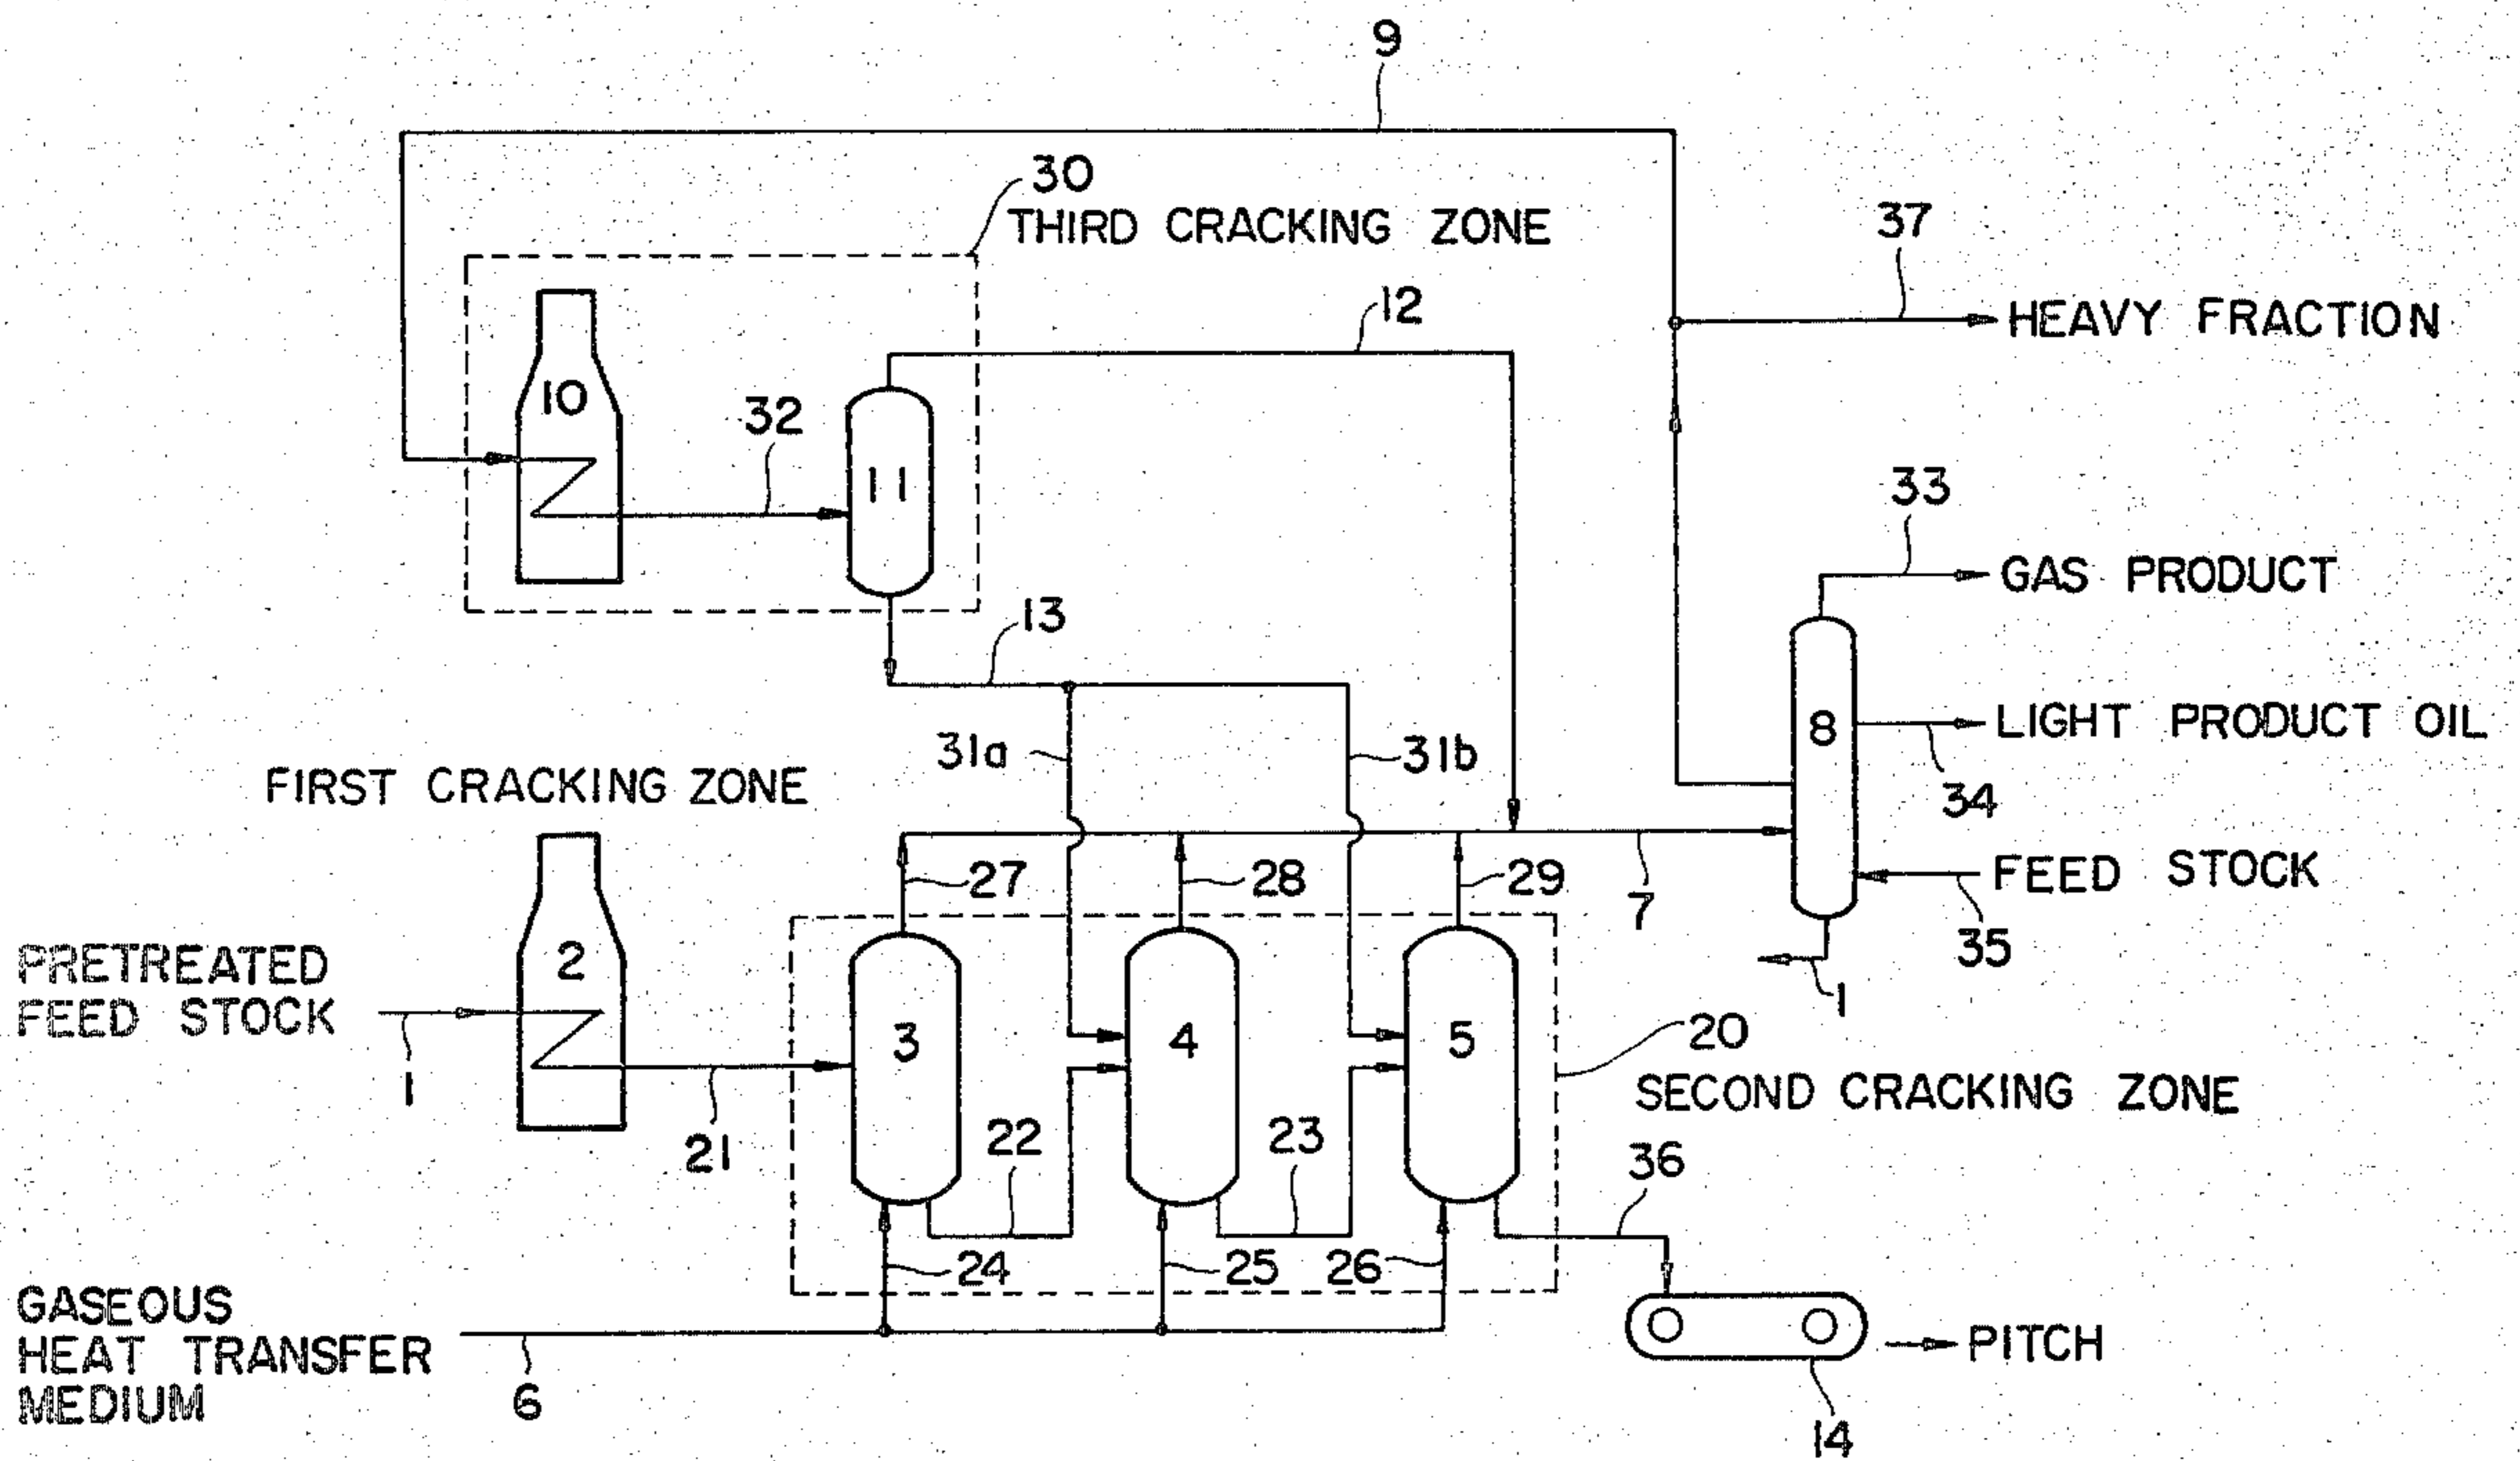 9
30
THIRD CRACKING ZONE
37
HEAVY FRACTION
12
10
32
11
33
GAS PRODUCT
13
31a
31b
8
LIGHT PRODUCT OIL
34
FIRST CRACKING ZONE
27
28
29
7
FEED STOCK
35
1
PRETREATED
FEED STOCK
1
2
21
3
4
5
20
SECOND CRACKING ZONE
22
23
36
24
25
26
GASEOUS
HEAT TRANSFER
MEDIUM
6
PITCH
14